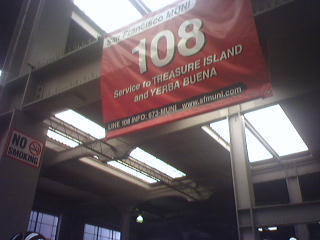 San Francisco MUNI
108
Service to TREASURE ISLAND
and YERBA BUENA
LINE 108 INFO: 673-MUNI www.sfmuni.com
NO
SMOKING